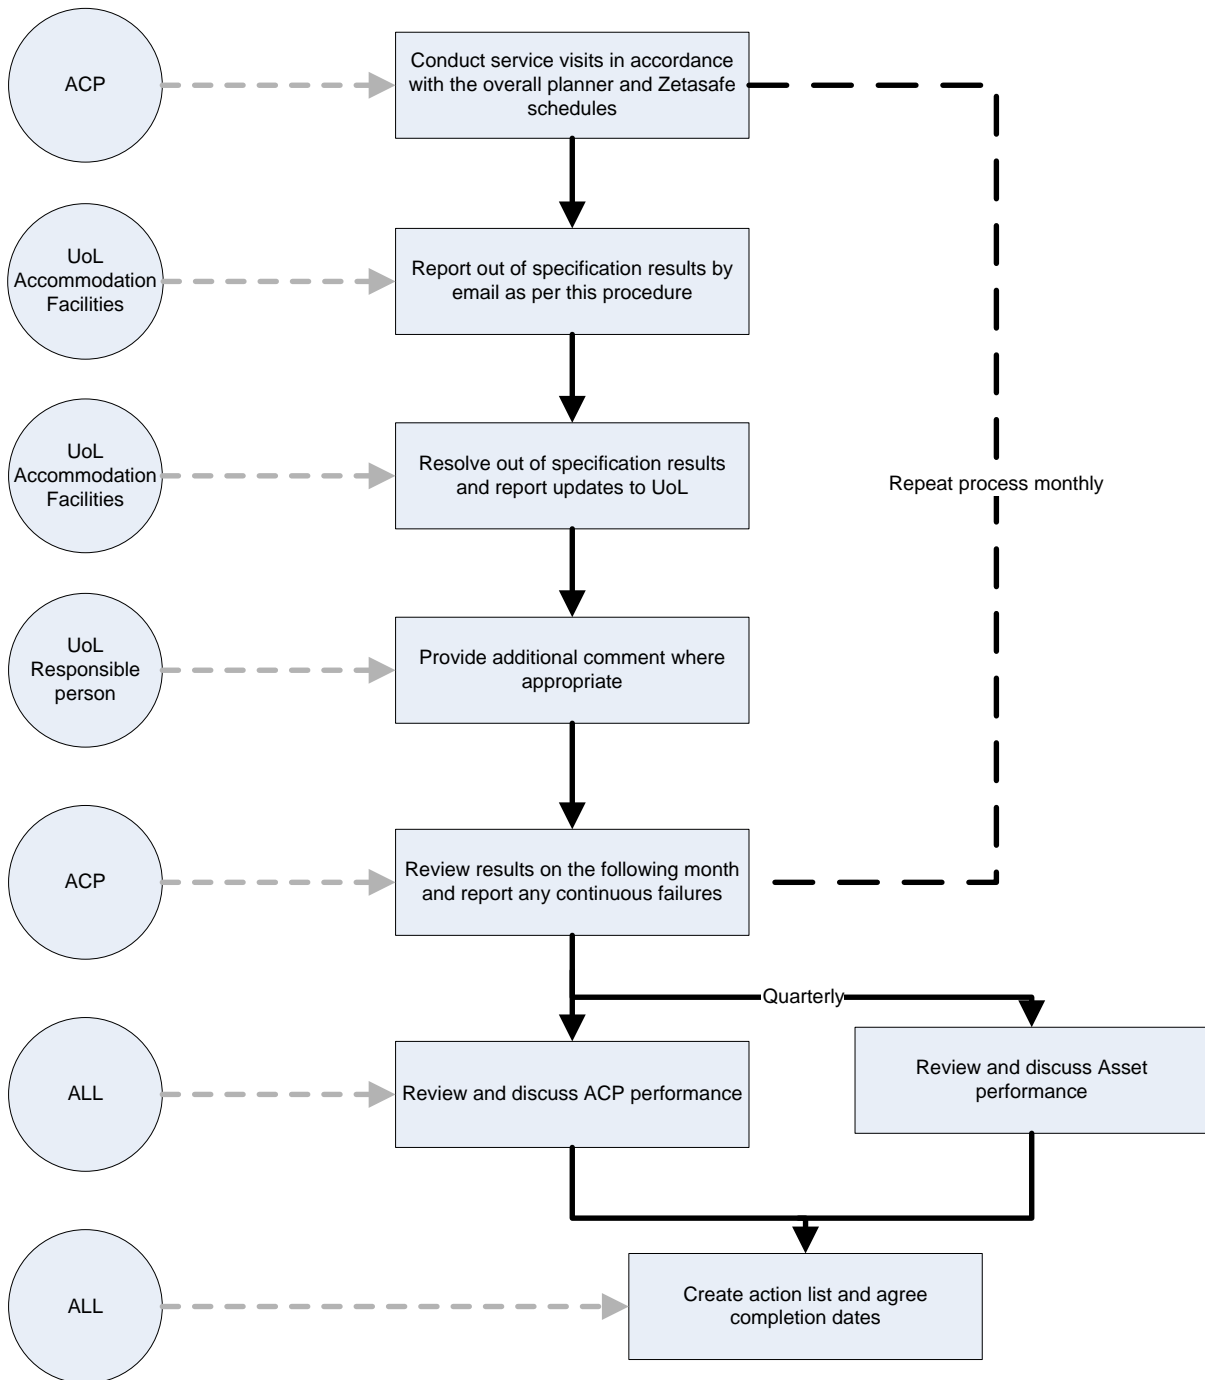 ACP
Conduct service visits in accordance
with the overall planner and Zetasafe
schedules
UoL
Accommodation
Facilities
Report out of specification results by
email as per this procedure
UoL
Accommodation
Facilities
Resolve out of specification results
and report updates to UoL
Repeat process monthly
UoL
Responsible
person
Provide additional comment where
appropriate
ACP
Review results on the following month
and report any continuous failures
Quarterly
ALL
Review and discuss ACP performance
Review and discuss Asset
performance
ALL
Create action list and agree
completion dates